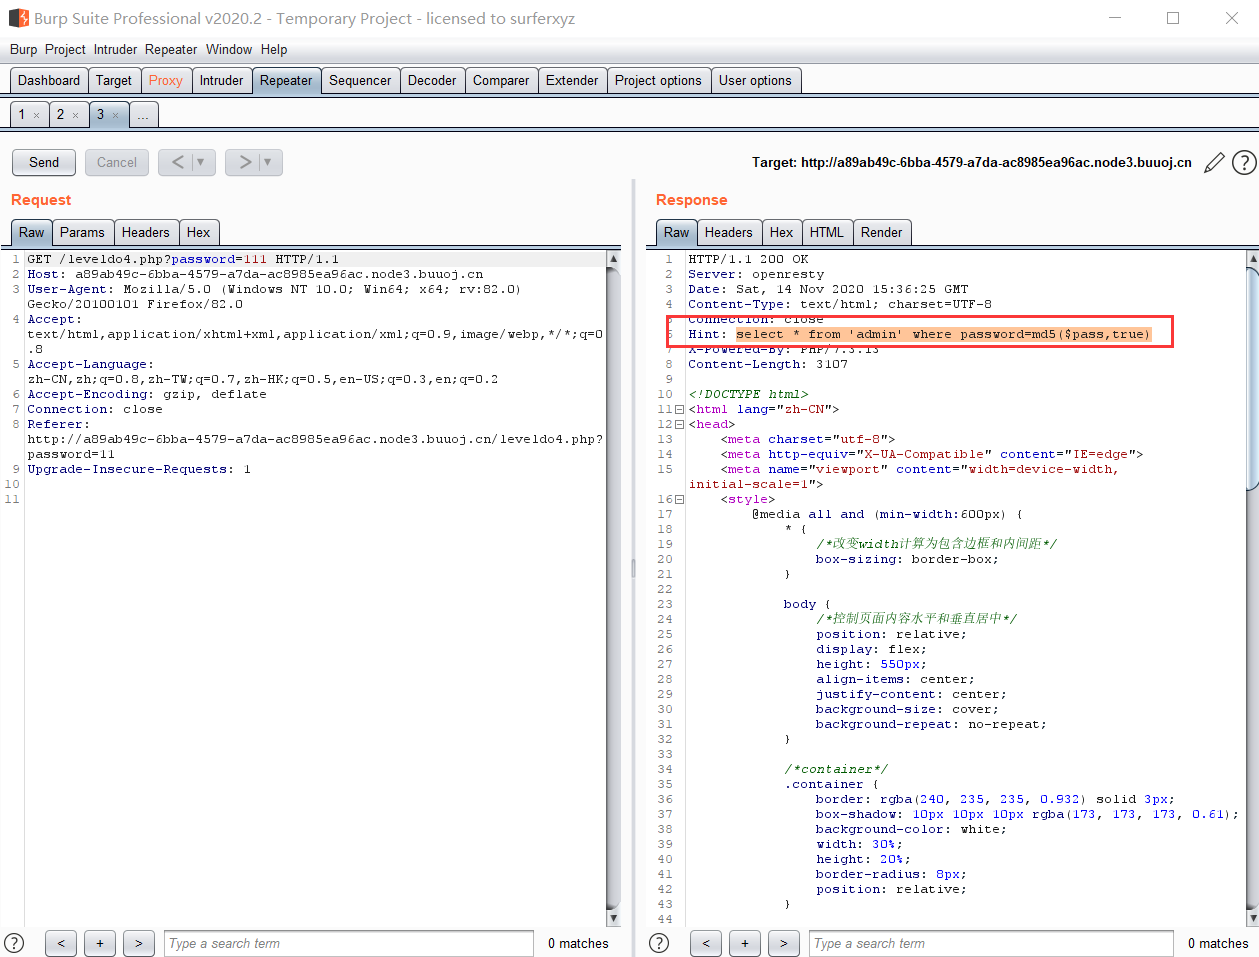 Burp Suite Professional v2020.2 - Temporary Project - licensed to surferxyz
Burp Project Intruder Repeater Window Help
Dashboard Target Proxy Intruder Repeater Sequencer Decoder Comparer Extender Project options User options
1 × 2 × 3 × ...
Send Cancel < ▼ > ▼ Target: http://a89ab49c-6bba-4579-a7da-ac8985ea96ac.node3.buuoj.cn ?
Request
Raw Params Headers Hex
1 GET /leveldo4.php?password=111 HTTP/1.1
2 Host: a89ab49c-6bba-4579-a7da-ac8985ea96ac.node3.buuoj.cn
3 User-Agent: Mozilla/5.0 (Windows NT 10.0; Win64; x64; rv:82.0)
Gecko/20100101 Firefox/82.0
4 Accept:
text/html,application/xhtml+xml,application/xml;q=0.9,image/webp,*/*;q=0
.8
5 Accept-Language:
zh-CN,zh;q=0.8,zh-TW;q=0.7,zh-HK;q=0.5,en-US;q=0.3,en;q=0.2
6 Accept-Encoding: gzip, deflate
7 Connection: close
8 Referer:
http://a89ab49c-6bba-4579-a7da-ac8985ea96ac.node3.buuoj.cn/leveldo4.php?
password=11
9 Upgrade-Insecure-Requests: 1
10
11
? < + > Type a search term 0 matches
Response
Raw Headers Hex HTML Render
1 HTTP/1.1 200 OK
2 Server: openresty
3 Date: Sat, 14 Nov 2020 15:36:25 GMT
4 Content-Type: text/html; charset=UTF-8
5 Connection: close
6 Hint: select * from 'admin' where password=md5($pass,true)
7 X-Powered-By: PHP/7.3.13
8 Content-Length: 3107
9
10 <!DOCTYPE html>
11 <html lang="zh-CN">
12 <head>
13 <meta charset="utf-8">
14 <meta http-equiv="X-UA-Compatible" content="IE=edge">
15 <meta name="viewport" content="width=device-width,
initial-scale=1">
16 <style>
17 @media all and (min-width:600px) {
18 * {
19 /*改变width计算为包含边框和内间距*/
20 box-sizing: border-box;
21 }
22
23 body {
24 /*控制页面内容水平和垂直居中*/
25 position: relative;
26 display: flex;
27 height: 550px;
28 align-items: center;
29 justify-content: center;
30 background-size: cover;
31 background-repeat: no-repeat;
32 }
33
34 /*container*/
35 .container {
36 border: rgba(240, 235, 235, 0.932) solid 3px;
37 box-shadow: 10px 10px 10px rgba(173, 173, 173, 0.61);
38 background-color: white;
39 width: 30%;
40 height: 20%;
41 border-radius: 8px;
42 position: relative;
43 }
44
? < + > Type a search term 0 matches